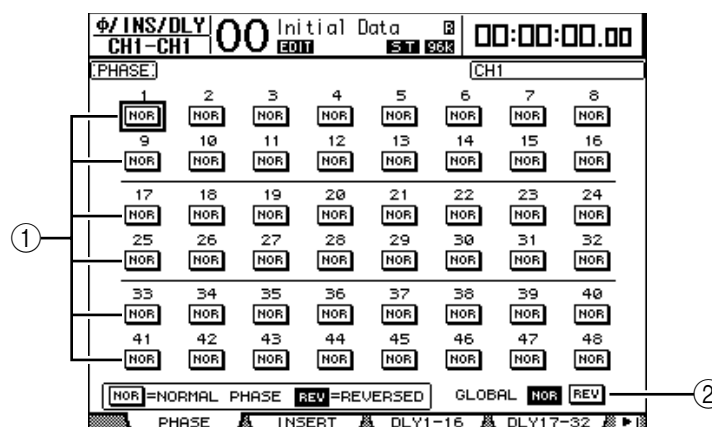 φ/INS/DLY 00 Initial Data R 00:00:00.00
CH1-CH1 EDIT ST 96K
PHASE CH1
1 2 3 4 5 6 7 8
NOR NOR NOR NOR NOR NOR NOR NOR
9 10 11 12 13 14 15 16
NOR NOR NOR NOR NOR NOR NOR NOR
17 18 19 20 21 22 23 24
NOR NOR NOR NOR NOR NOR NOR NOR
1
25 26 27 28 29 30 31 32
NOR NOR NOR NOR NOR NOR NOR NOR
33 34 35 36 37 38 39 40
NOR NOR NOR NOR NOR NOR NOR NOR
41 42 43 44 45 46 47 48
NOR NOR NOR NOR NOR NOR NOR NOR
NOR=NORMAL PHASE REV=REVERSED GLOBAL NOR REV 2
PHASE INSERT DLY1-16 DLY17-32